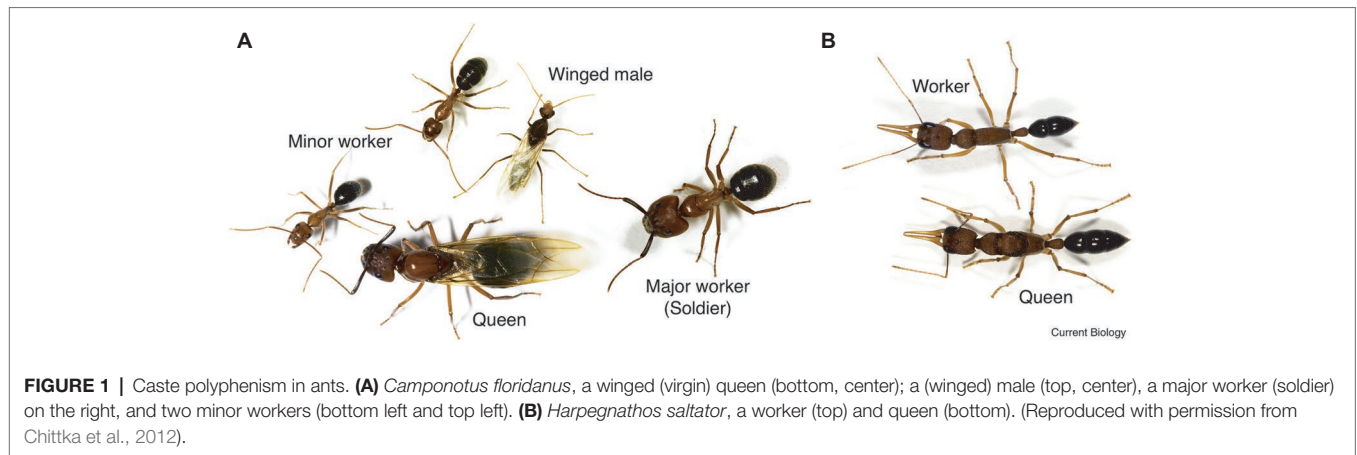 A
B
Winged male
Worker
Minor worker
Major worker
(Soldier)
Queen
Queen
Current Biology
FIGURE 1 | Caste polyphenism in ants. (A) Camponotus floridanus, a winged (virgin) queen (bottom, center); a (winged) male (top, center), a major worker (soldier)
on the right, and two minor workers (bottom left and top left). (B) Harpegnathos saltator, a worker (top) and queen (bottom). (Reproduced with permission from
Chittka et al., 2012).